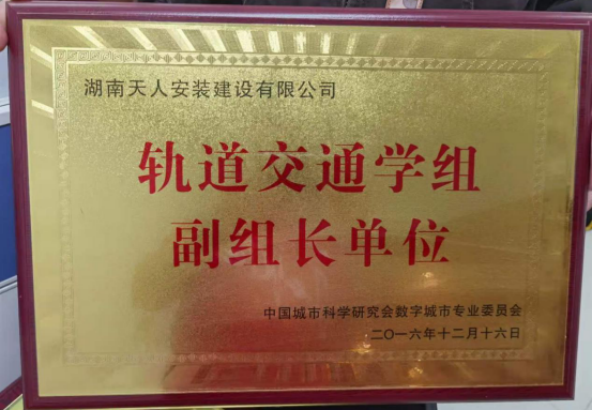 湖南天人安装建设有限公司
轨道交通学组
副组长单位
中国城市科学研究会数字城市专业委员会
二〇一六年十二月十六日